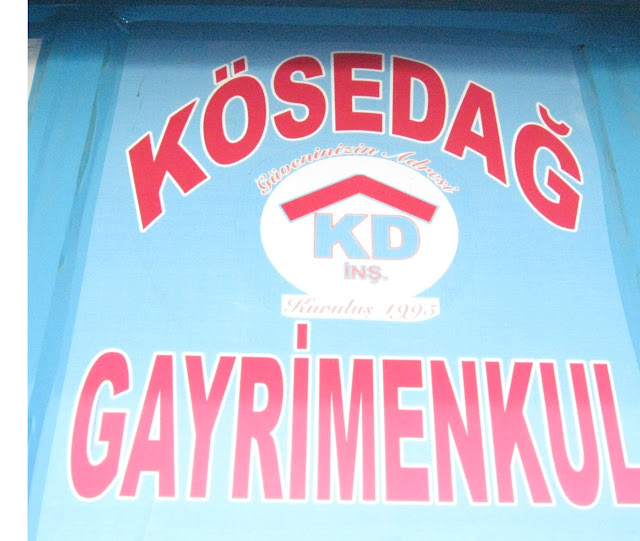 KÖSEDAĞ
Güveninizin Adresi
KD
İNŞ.
Kuruluş 1995
GAYRİMENKUL